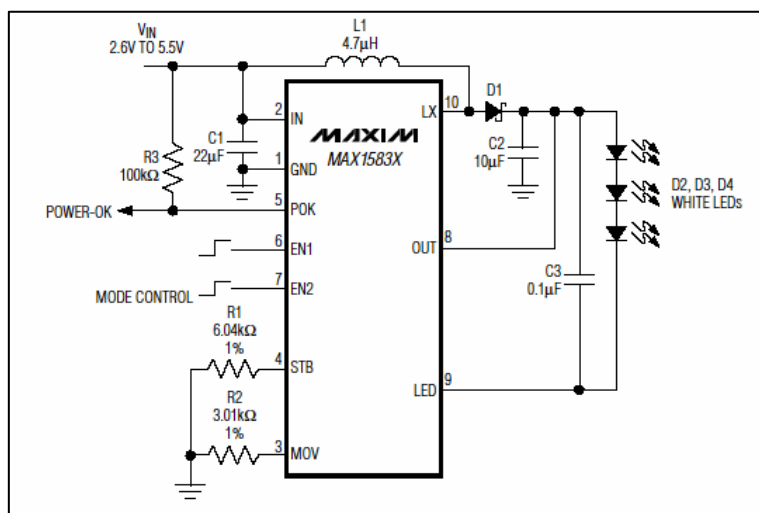 VIN
2.6V TO 5.5V
L1
4.7µH
10
LX
D1
2
IN
C1
22µF
MAXIM
MAX1583X
C2
10µF
R3
100kΩ
1
GND
D2, D3, D4
WHITE LEDs
POWER-OK
5
POK
6
EN1
OUT
8
7
EN2
MODE CONTROL
C3
0.1µF
R1
6.04kΩ
1%
4
STB
R2
3.01kΩ
1%
LED
9
3
MOV